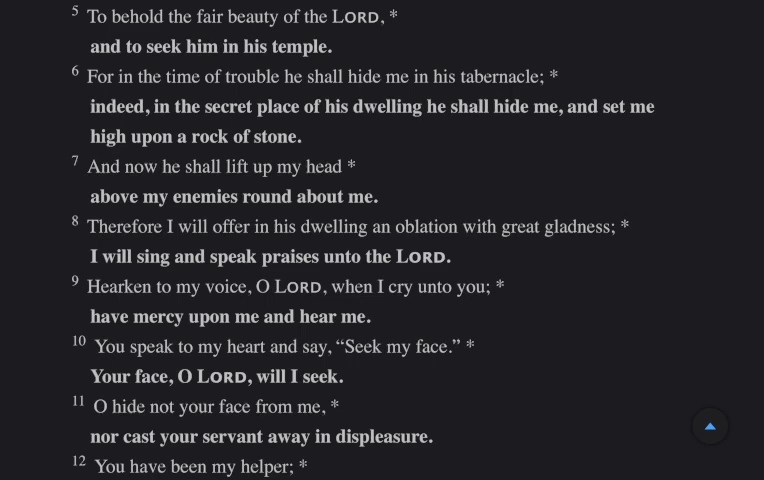 5 To behold the fair beauty of the LORD, *
and to seek him in his temple.
6 For in the time of trouble he shall hide me in his tabernacle; *
indeed, in the secret place of his dwelling he shall hide me, and set me
high upon a rock of stone.
7 And now he shall lift up my head *
above my enemies round about me.
8 Therefore I will offer in his dwelling an oblation with great gladness; *
I will sing and speak praises unto the LORD.
9 Hearken to my voice, O LORD, when I cry unto you; *
have mercy upon me and hear me.
10 You speak to my heart and say, “Seek my face.” *
Your face, O LORD, will I seek.
11 O hide not your face from me, *
nor cast your servant away in displeasure.
12 You have been my helper; *